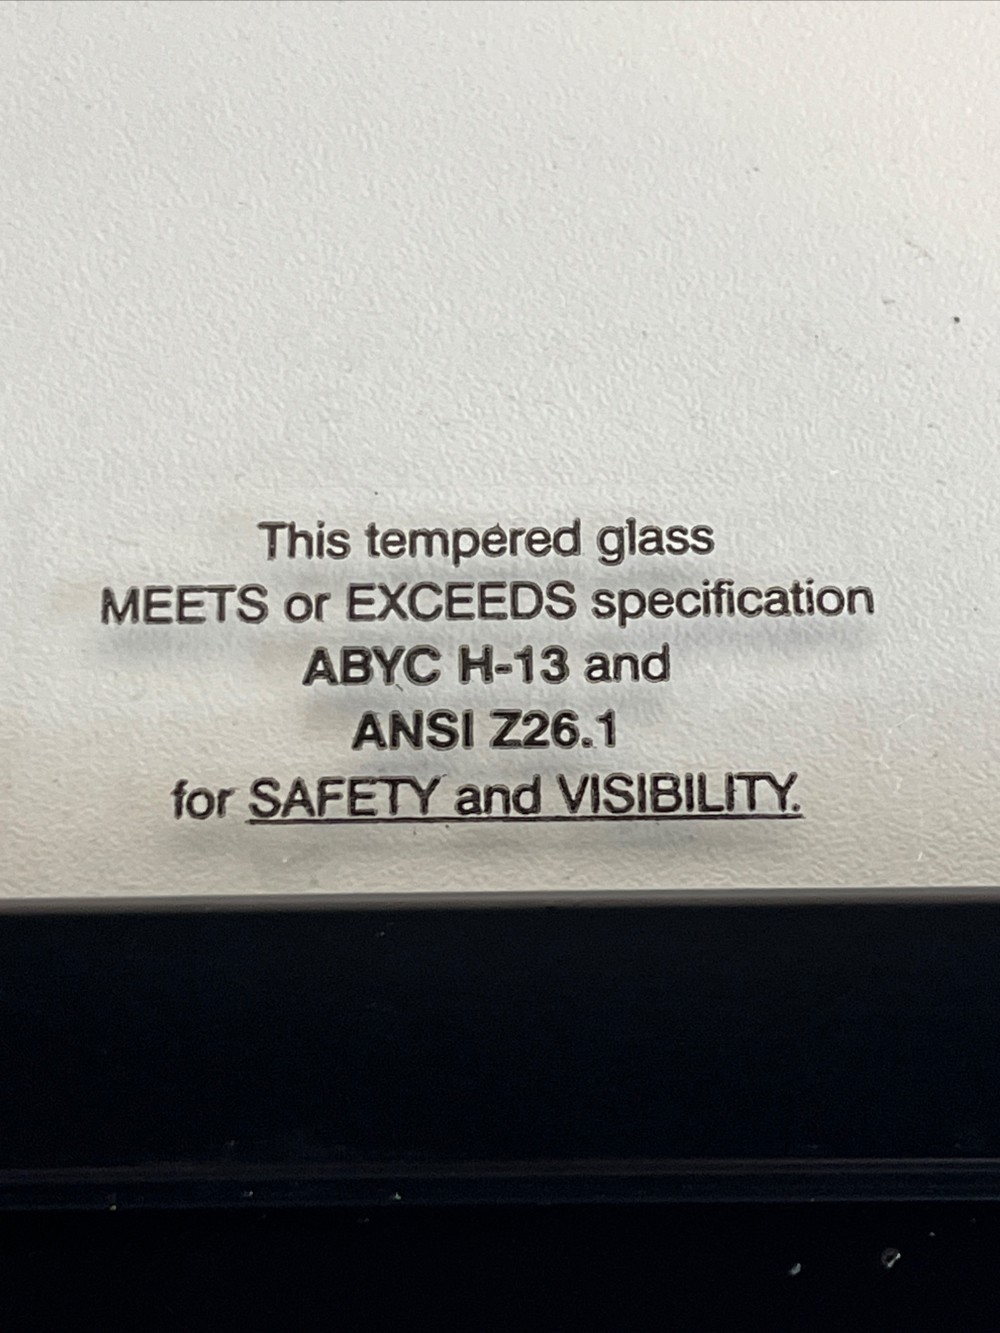 This tempered glass
MEETS or EXCEEDS specification
ABYC H-13 and
ANSI Z26.1
for SAFETY and VISIBILITY.